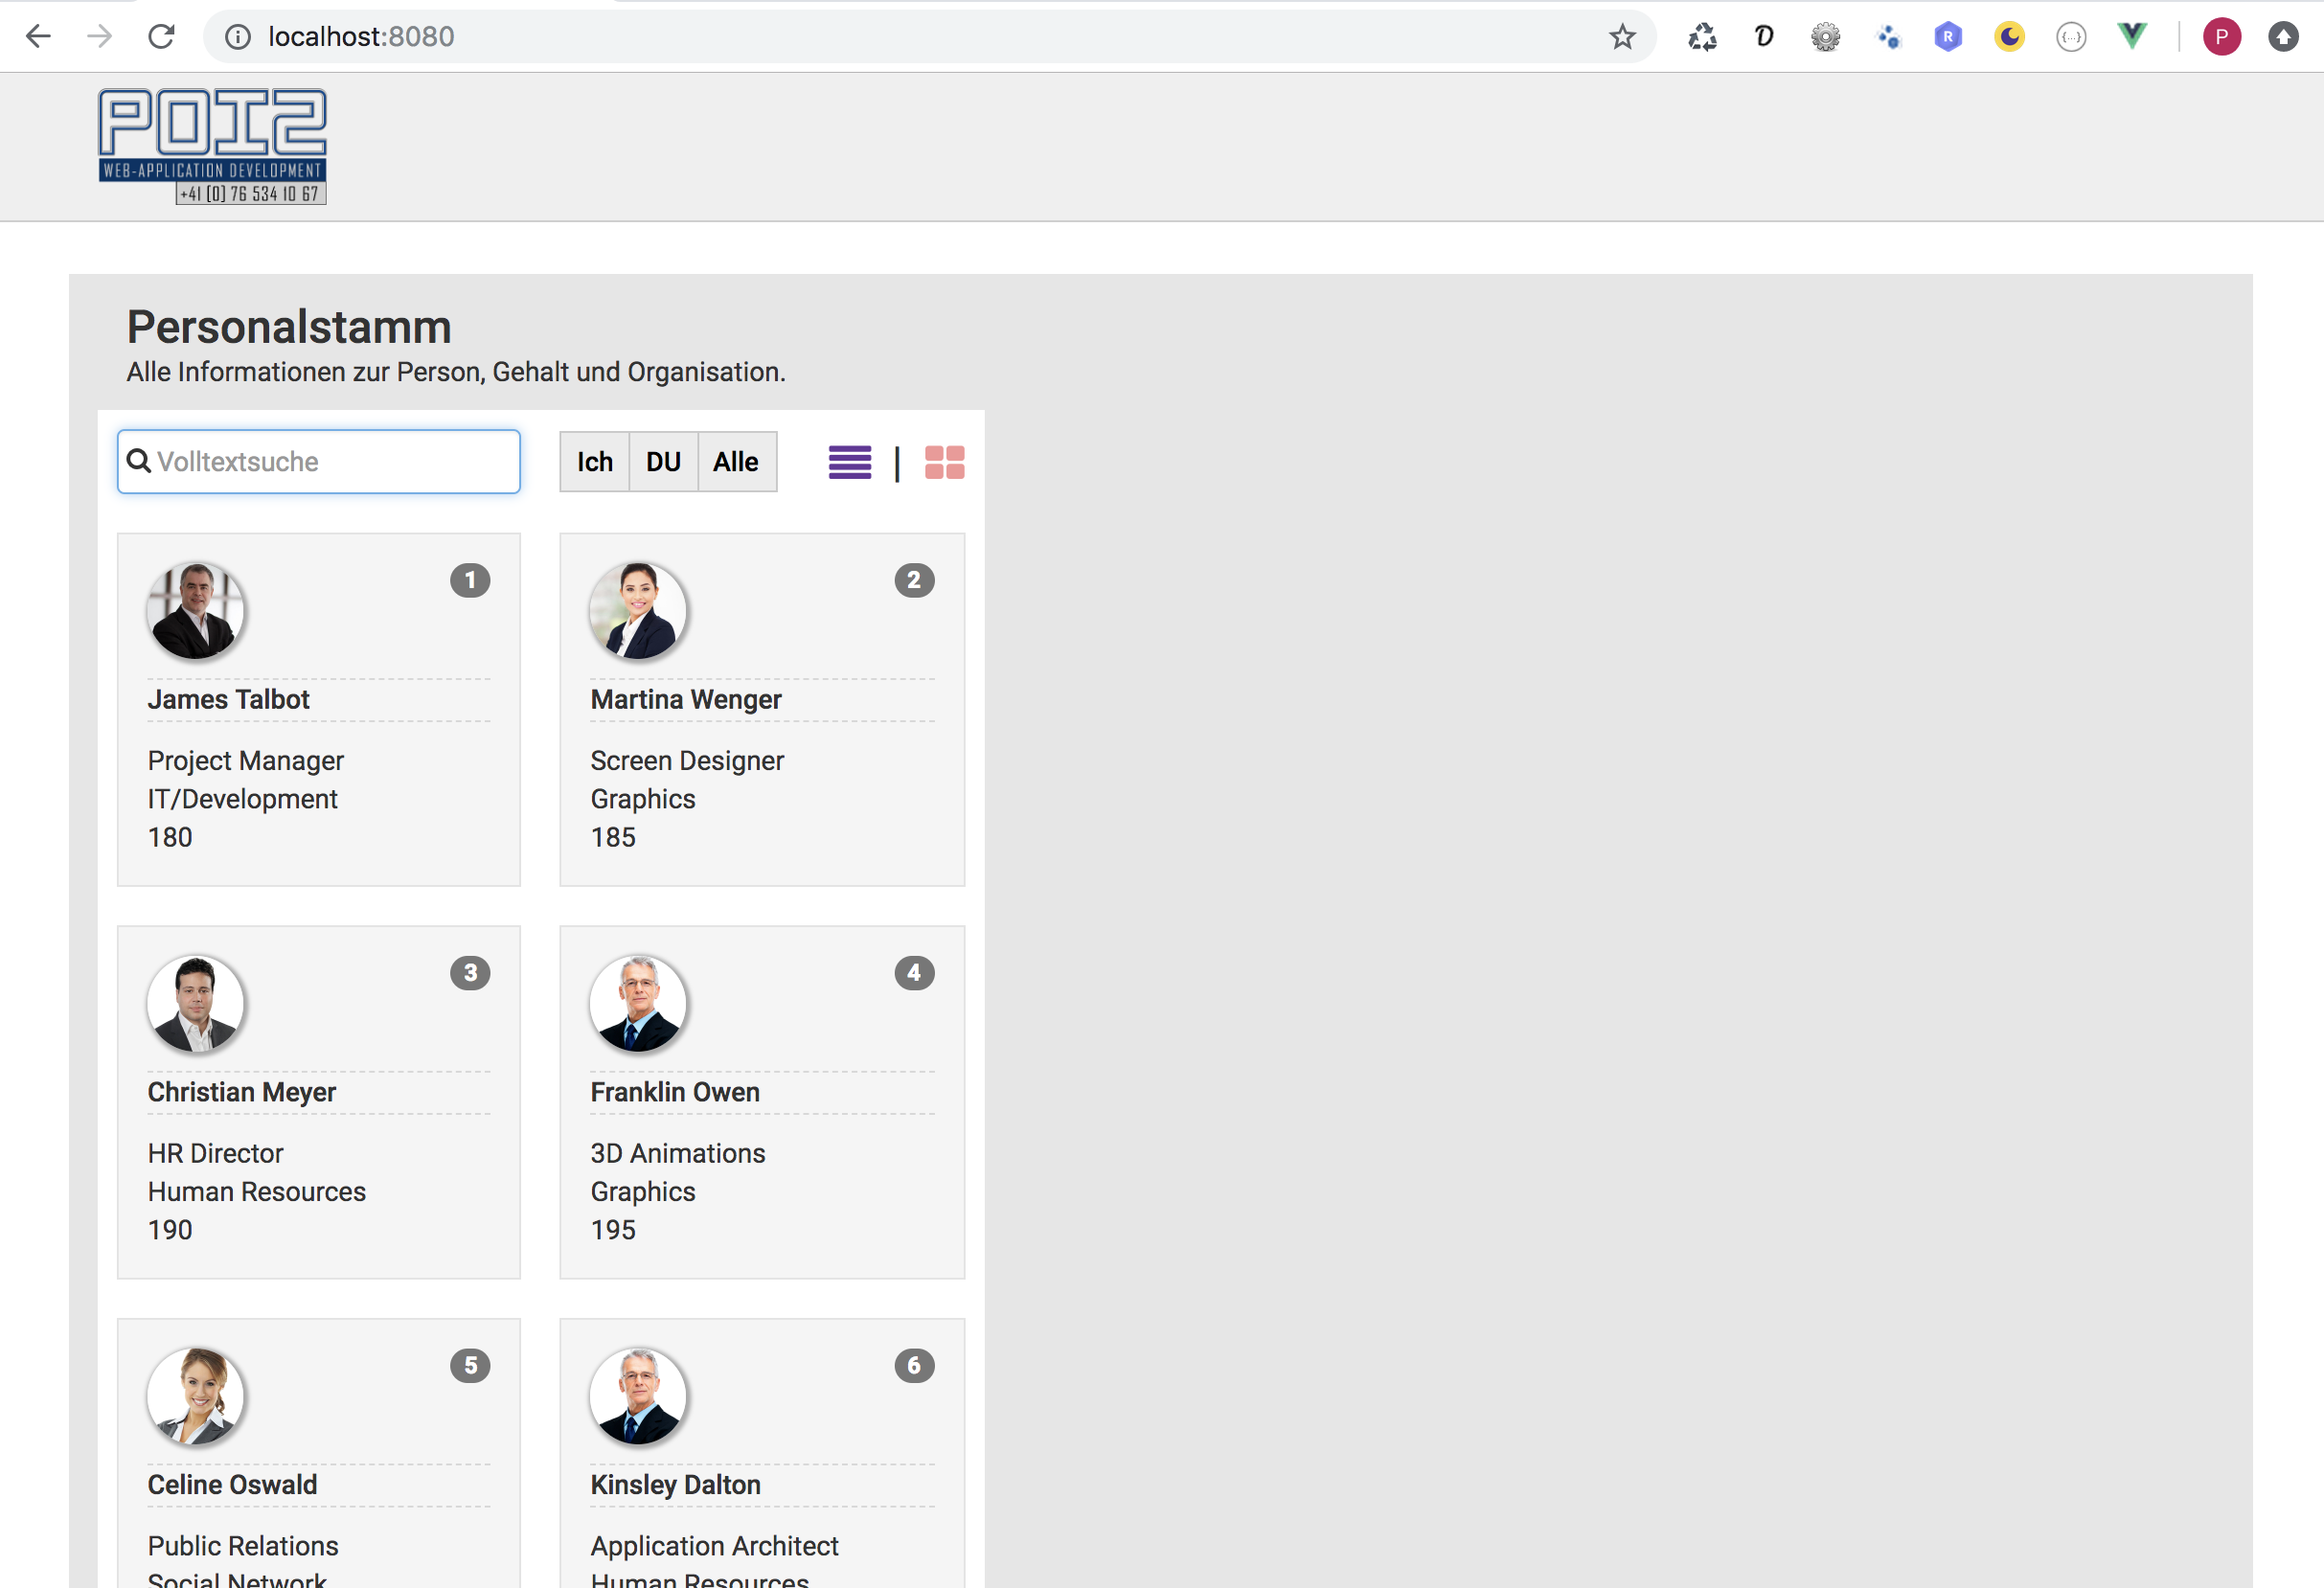 localhost:8080
R
{...}
P
POI2
WEB-APPLICATION DEVELOPMENT
+41 [0] 76 534 10 67
Personalstamm
Alle Informationen zur Person, Gehalt und Organisation.
Volltextsuche
Ich DU Alle
|
1
James Talbot
Project Manager
IT/Development
180
2
Martina Wenger
Screen Designer
Graphics
185
3
Christian Meyer
HR Director
Human Resources
190
4
Franklin Owen
3D Animations
Graphics
195
5
Celine Oswald
Public Relations
Social Network
6
Kinsley Dalton
Application Architect
Human Resources